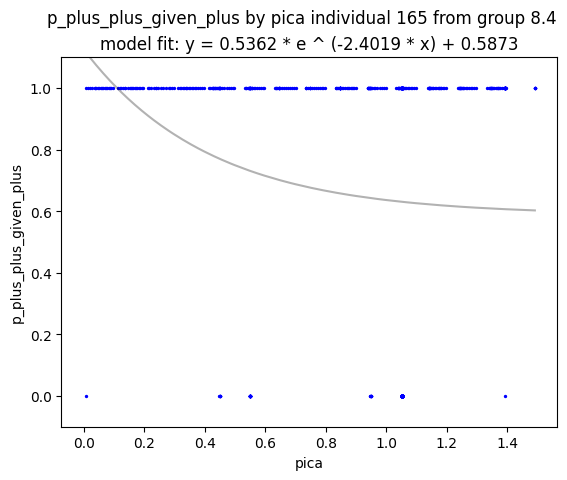 p_plus_plus_given_plus by pica individual 165 from group 8.4
model fit: y = 0.5362 * e ^ (-2.4019 * x) + 0.5873
1.0
0.8
0.6
0.4
0.2
0.0
p_plus_plus_given_plus
0.0 0.2 0.4 0.6 0.8 1.0 1.2 1.4
pica